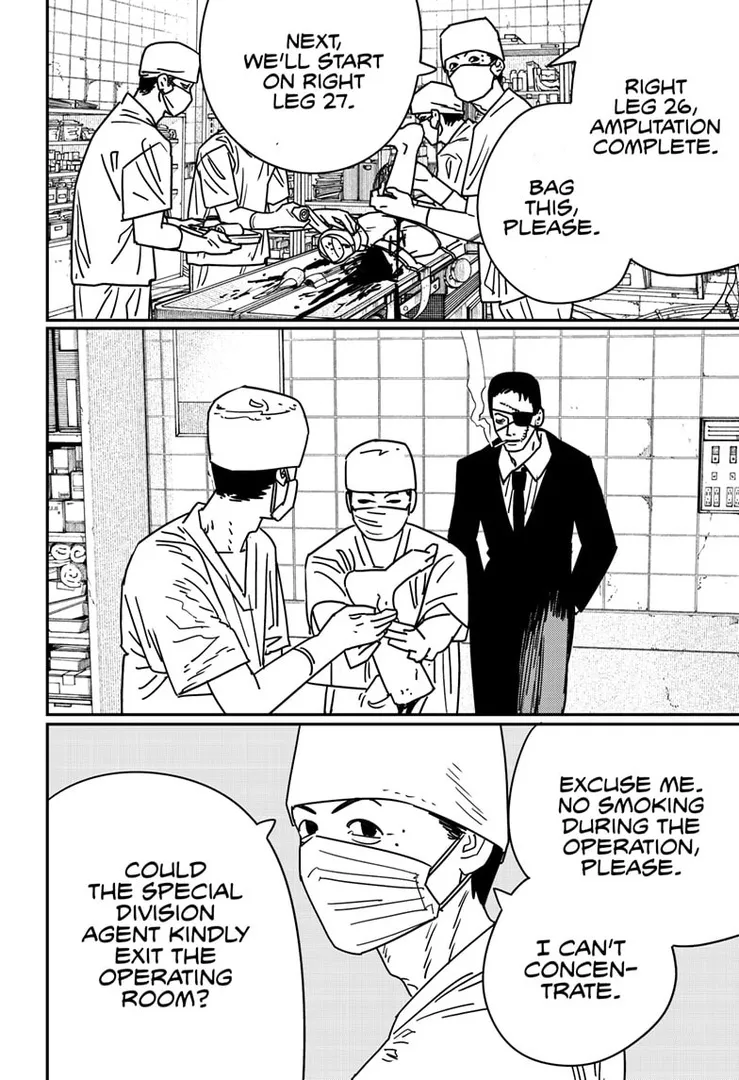 RIGHT
LEG 26,
AMPUTATION
COMPLETE.
BAG
THIS,
PLEASE.
NEXT,
WE'LL START
ON RIGHT
LEG 27.
EXCUSE ME.
NO SMOKING
DURING THE
OPERATION,
PLEASE.
I CAN'T
CONCEN-
TRATE.
COULD
THE SPECIAL
DIVISION
AGENT KINDLY
EXIT THE
OPERATING
ROOM?